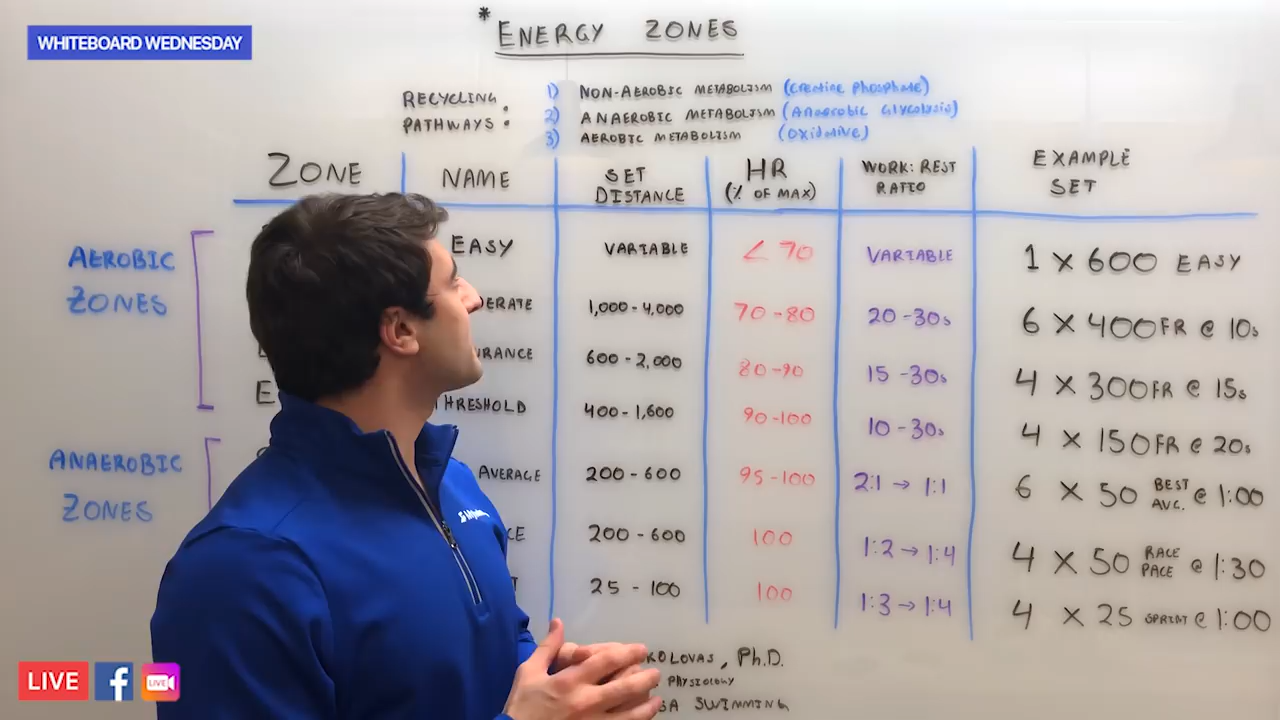 WHITEBOARD WEDNESDAY
* ENERGY ZONES
RECYCLING PATHWAYS:
1) NON-AEROBIC METABOLISM (Creatine Phosphate)
2) ANAEROBIC METABOLISM (Anaerobic Glycolysis)
3) AEROBIC METABOLISM (Oxidative)
ZONE NAME SET DISTANCE HR (% OF MAX) WORK:REST RATIO EXAMPLE SET
AEROBIC ZONES
EASY VARIABLE < 70 VARIABLE 1 x 600 EASY
1,000-4,000 70-80 20-30s 6 x 400FR @ 10s
600-2,000 80-90 15-30s 4 x 300FR @ 15s
THRESHOLD 400-1,600 90-100 10-30s 4 x 150FR @ 20s
ANAEROBIC ZONES
AVERAGE 200-600 95-100 2:1 → 1:1 6 x 50 BEST AVG. @ 1:00
200-600 100 1:2 → 1:4 4 x 50 RACE PACE @ 1:30
25-100 100 1:3 → 1:4 4 x 25 SPRINT @ 1:00
KOLOVAS, Ph.D.
PHYSIOLOGY
SWIMMING
LIVE
LIVE